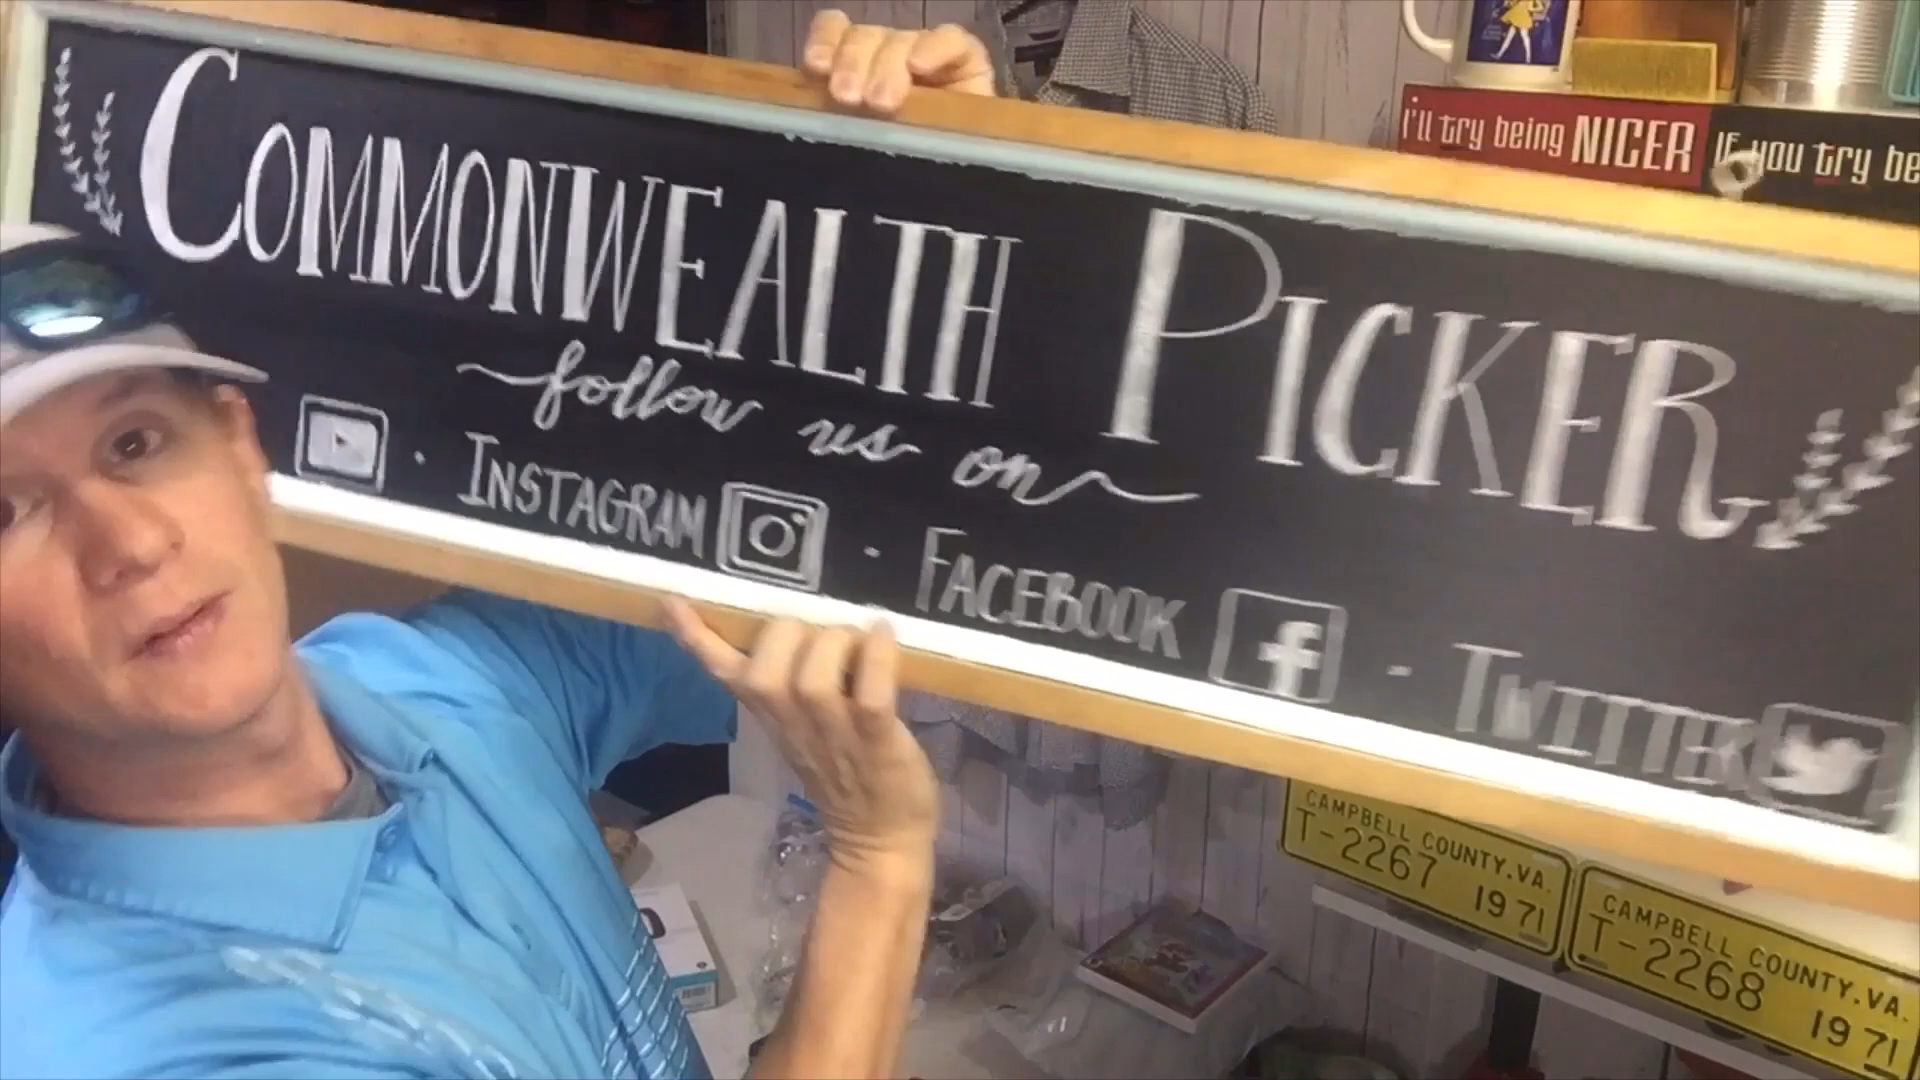 COMMONWEALTH PICKER
follow us on
· INSTAGRAM · FACEBOOK f · TWITTER
i'll try being NICER IF you try be
CAMPBELL COUNTY.VA.
T-2267 1971
CAMPBELL COUNTY.VA.
T-2268 1971